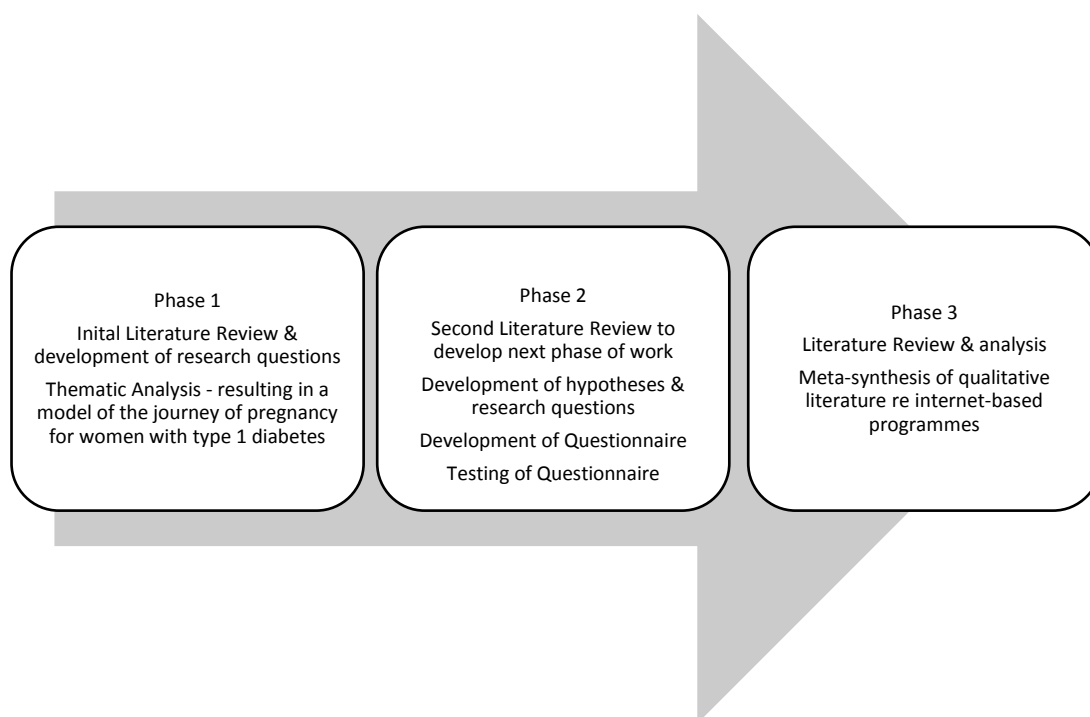 Phase 1
Inital Literature Review &
development of research questions
Thematic Analysis - resulting in a
model of the journey of pregnancy
for women with type 1 diabetes
Phase 2
Second Literature Review to
develop next phase of work
Development of hypotheses &
research questions
Development of Questionnaire
Testing of Questionnaire
Phase 3
Literature Review & analysis
Meta-synthesis of qualitative
literature re internet-based
programmes